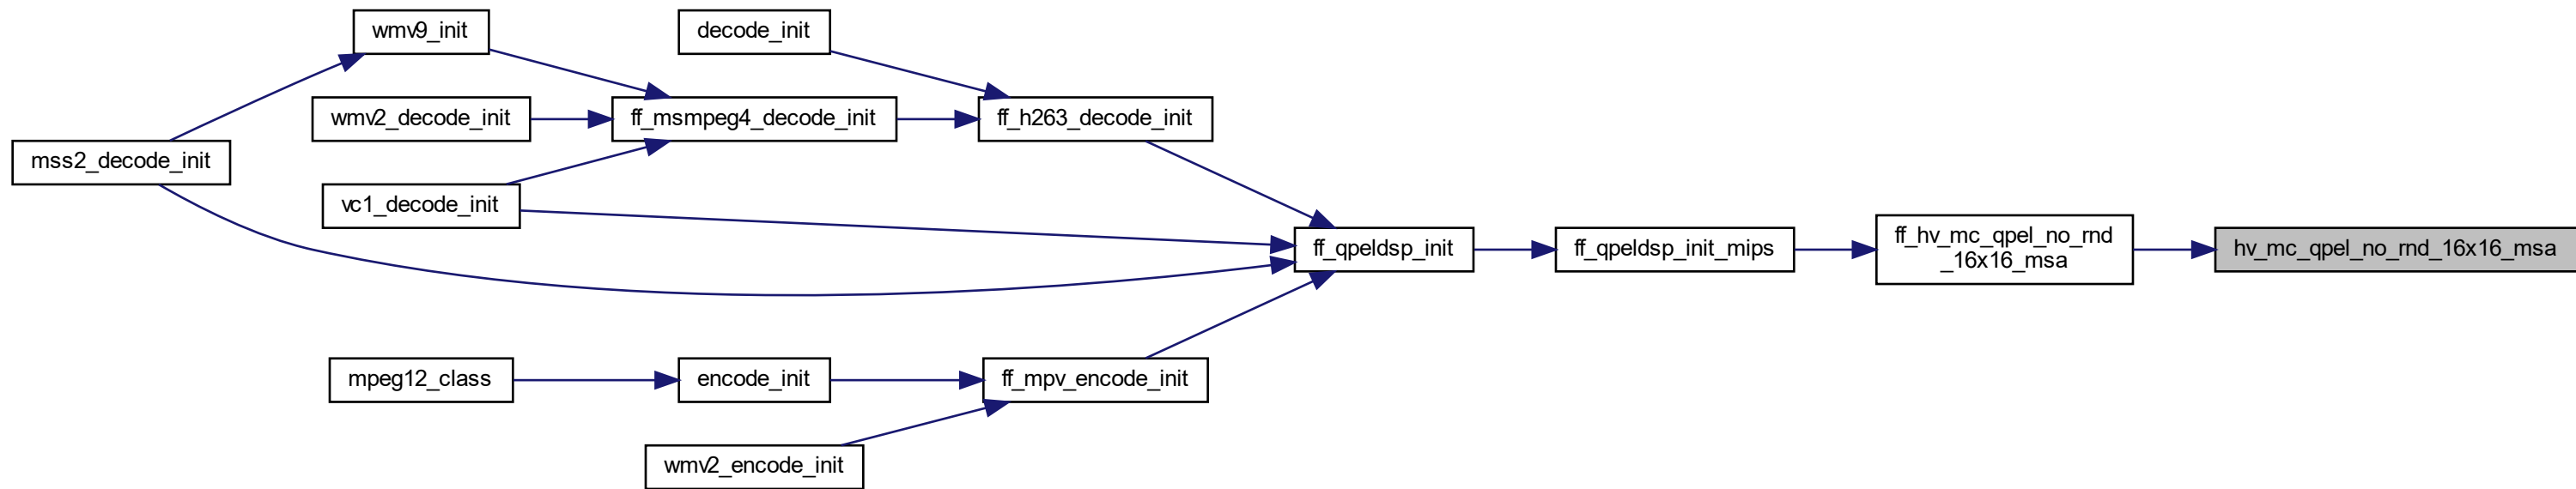 wmv9_init
decode_init
wmv2_decode_init
ff_msmpeg4_decode_init
ff_h263_decode_init
mss2_decode_init
vc1_decode_init
ff_qpeldsp_init
ff_qpeldsp_init_mips
ff_hv_mc_qpel_no_rnd
_16x16_msa
hv_mc_qpel_no_rnd_16x16_msa
mpeg12_class
encode_init
ff_mpv_encode_init
wmv2_encode_init